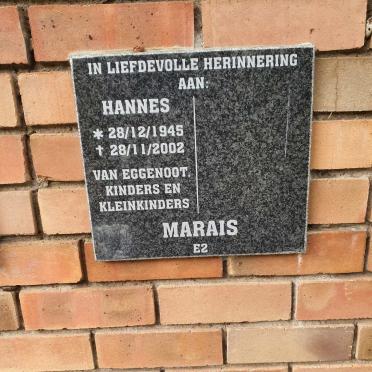 IN LIEFDEVOLLE HERINNERING
AAN:
HANNES
* 28/12/1945
† 28/11/2002
VAN EGGENOOT,
KINDERS EN
KLEINKINDERS
MARAIS
E2